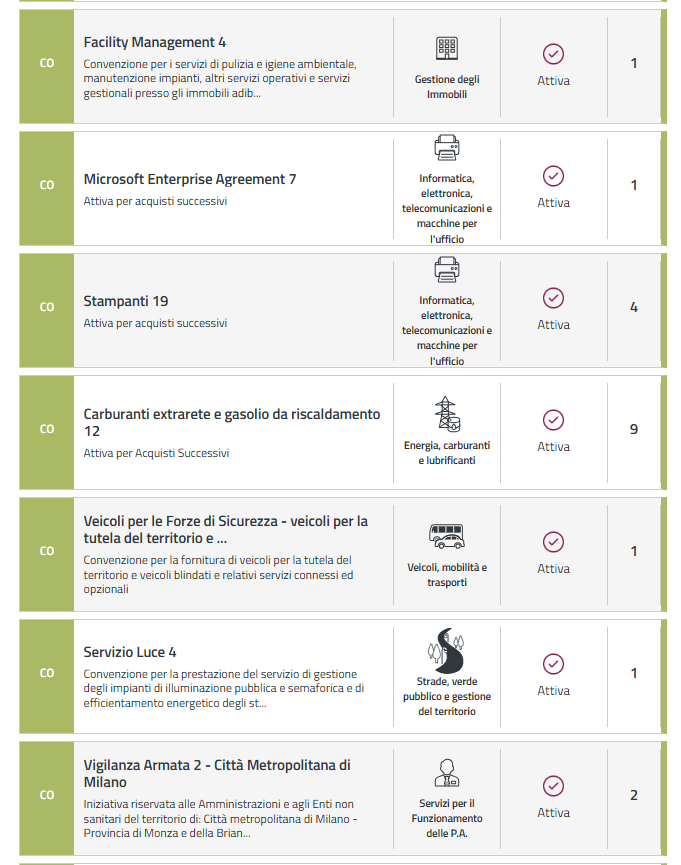 CO
Facility Management 4
Convenzione per i servizi di pulizia e igiene ambientale,
manutenzione impianti, altri servizi operativi e servizi
gestionali presso gli immobili adib...
Gestione degli
Immobili
Attiva
1
CO
Microsoft Enterprise Agreement 7
Attiva per acquisti successivi
Informatica,
elettronica,
telecomunicazioni e
macchine per
l'ufficio
Attiva
1
CO
Stampanti 19
Attiva per acquisti successivi
Informatica,
elettronica,
telecomunicazioni e
macchine per
l'ufficio
Attiva
4
CO
Carburanti extrarete e gasolio da riscaldamento
12
Attiva per Acquisti Successivi
Energia, carburanti
e lubrificanti
Attiva
9
CO
Veicoli per le Forze di Sicurezza - veicoli per la
tutela del territorio e ...
Convenzione per la fornitura di veicoli per la tutela del
territorio e veicoli blindati e relativi servizi connessi ed
opzionali
Veicoli, mobilità e
trasporti
Attiva
1
CO
Servizio Luce 4
Convenzione per la prestazione del servizio di gestione
degli impianti di illuminazione pubblica e semaforica e di
efficientamento energetico degli st...
Strade, verde
pubblico e gestione
del territorio
Attiva
1
CO
Vigilanza Armata 2 - Città Metropolitana di
Milano
Iniziativa riservata alle Amministrazioni e agli Enti non
sanitari del territorio di: Città metropolitana di Milano -
Provincia di Monza e della Brian...
Servizi per il
Funzionamento
delle P.A.
Attiva
2